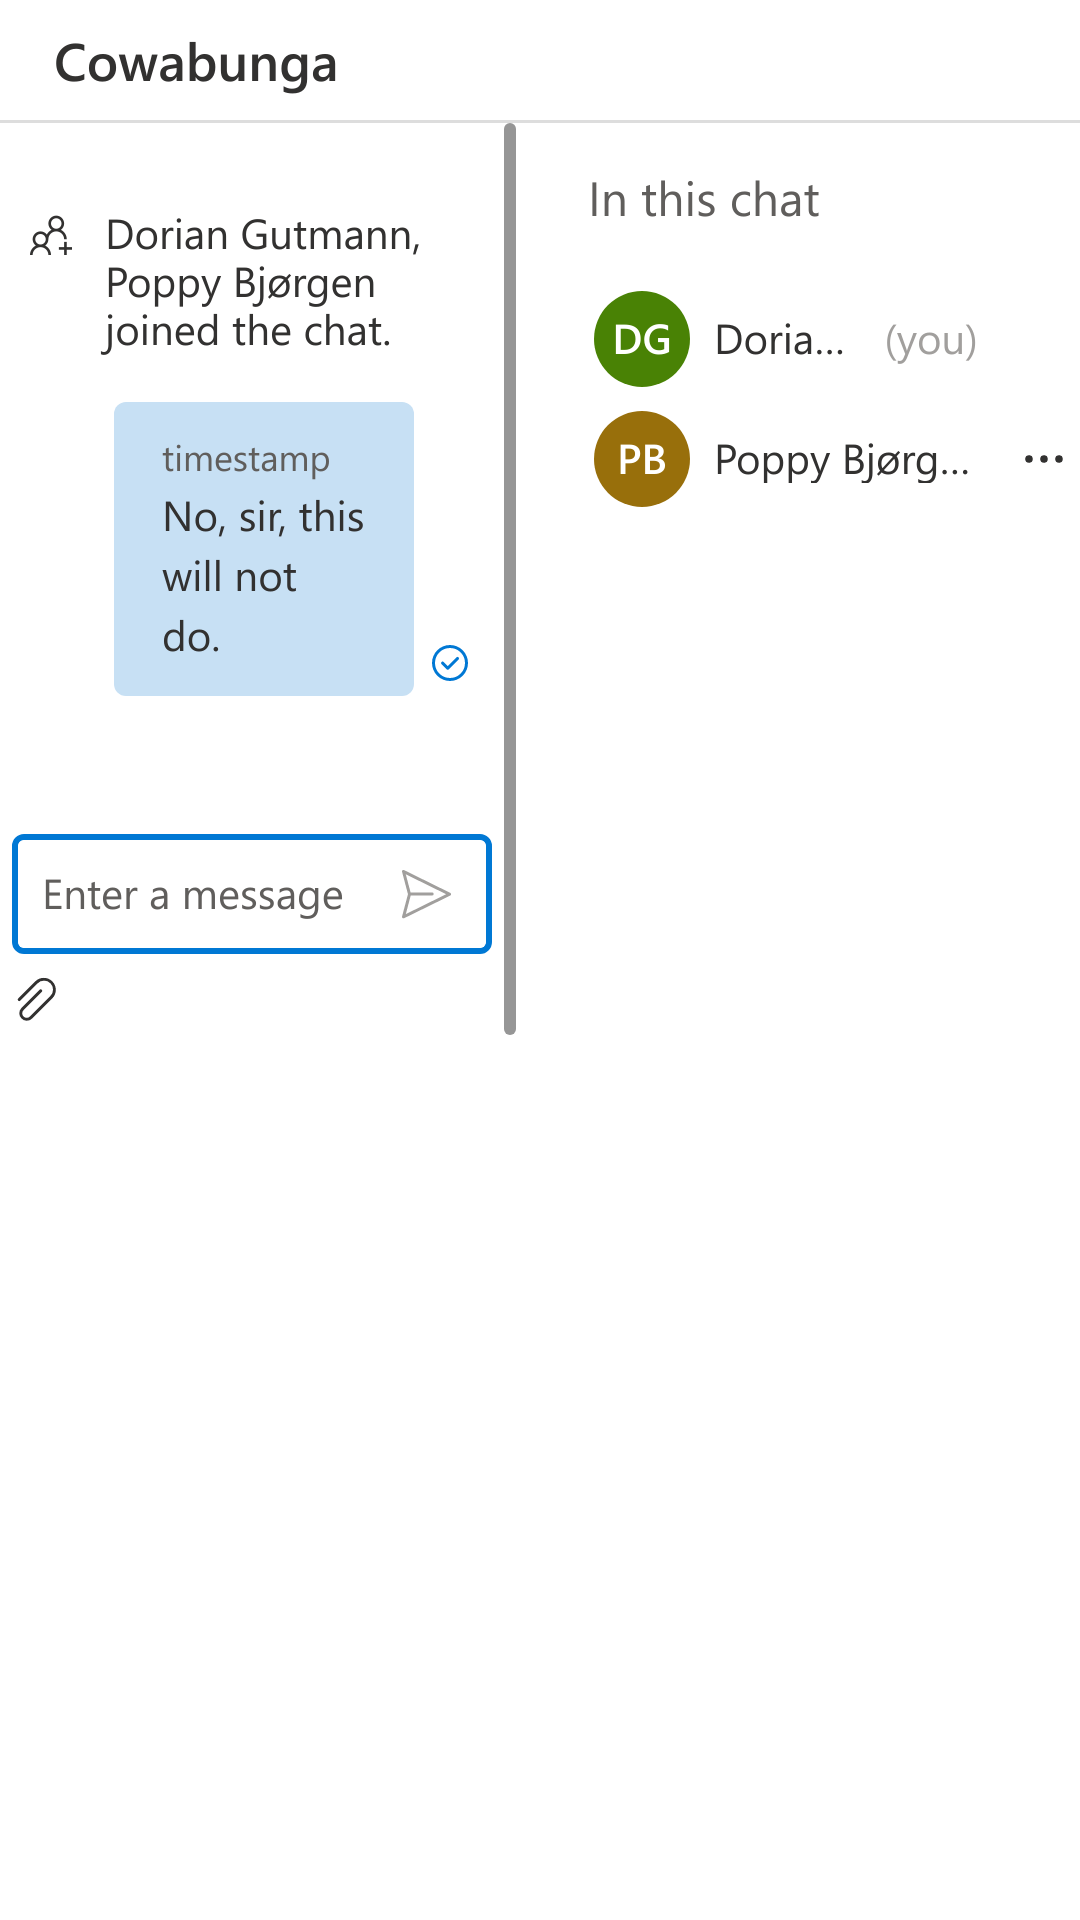 Cowabunga
Dorian Gutmann,
Poppy Bjørgen
joined the chat.
timestamp
No, sir, this
will not
do.
Enter a message
In this chat
DG Doria... (you)
PB Poppy Bjørg...